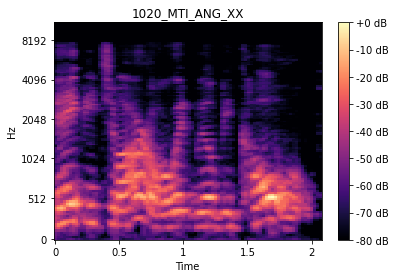 1020_MTI_ANG_XX
+0 dB
8192
-10 dB
4096
-20 dB
-30 dB
2048
Hz
-40 dB
1024
-50 dB
512
-60 dB
-70 dB
0
-80 dB
0 0.5 1 1.5 2
Time